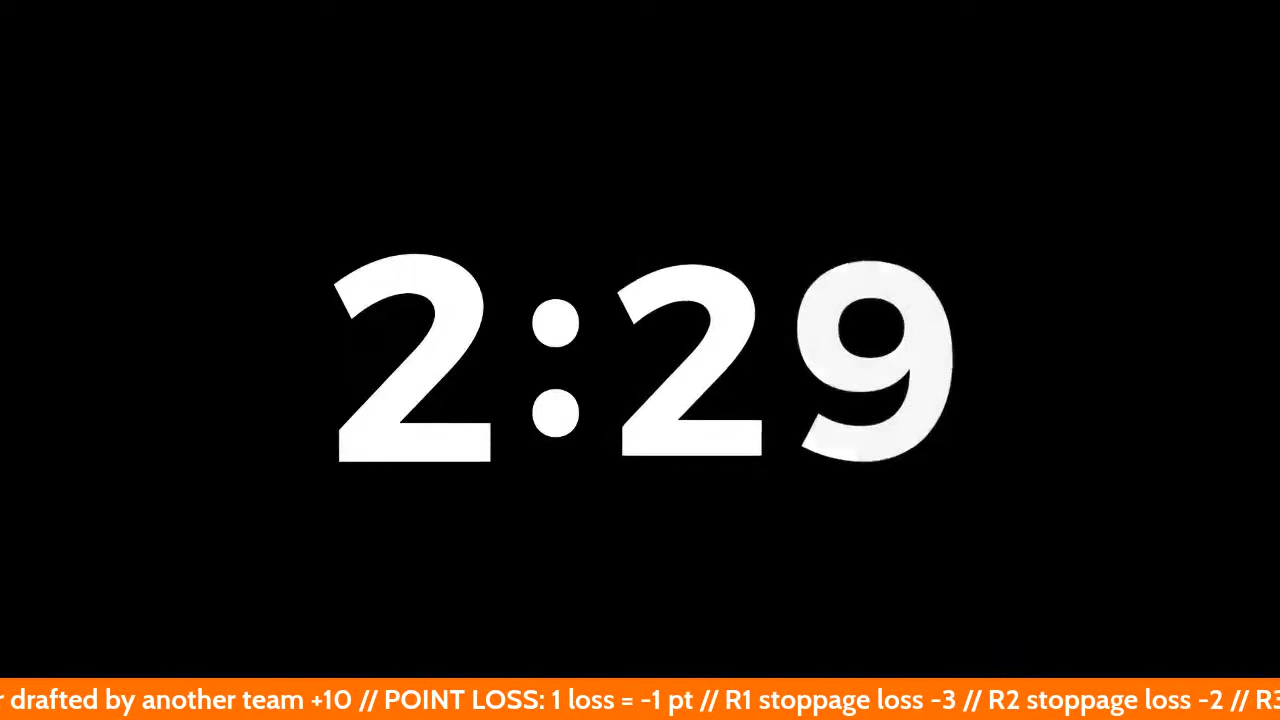 2:29
drafted by another team +10 // POINT LOSS: 1 loss = -1 pt // R1 stoppage loss -3 // R2 stoppage loss -2 //